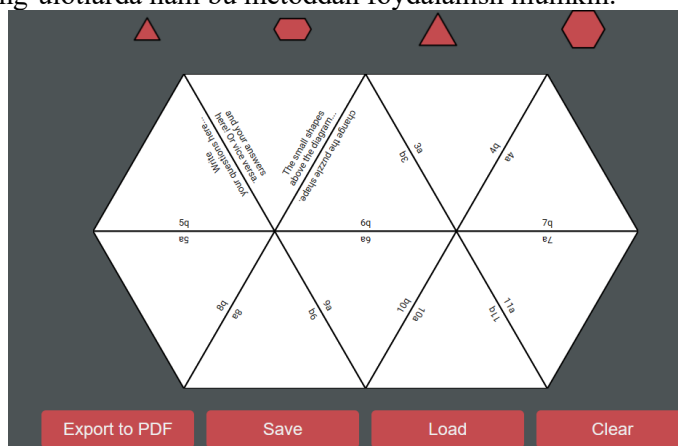 ham bu metoddan foydalanish mumkin.
Write
your questions here...
and your answers
here! Or vice versa.
The small shapes
above the diagram...
change the puzzle shape.
3a
3q
4q
4a
5q
5a
6q
6a
7q
7a
8q
8a
9a
9q
10q
10a
11a
11q
Export to PDF
Save
Load
Clear